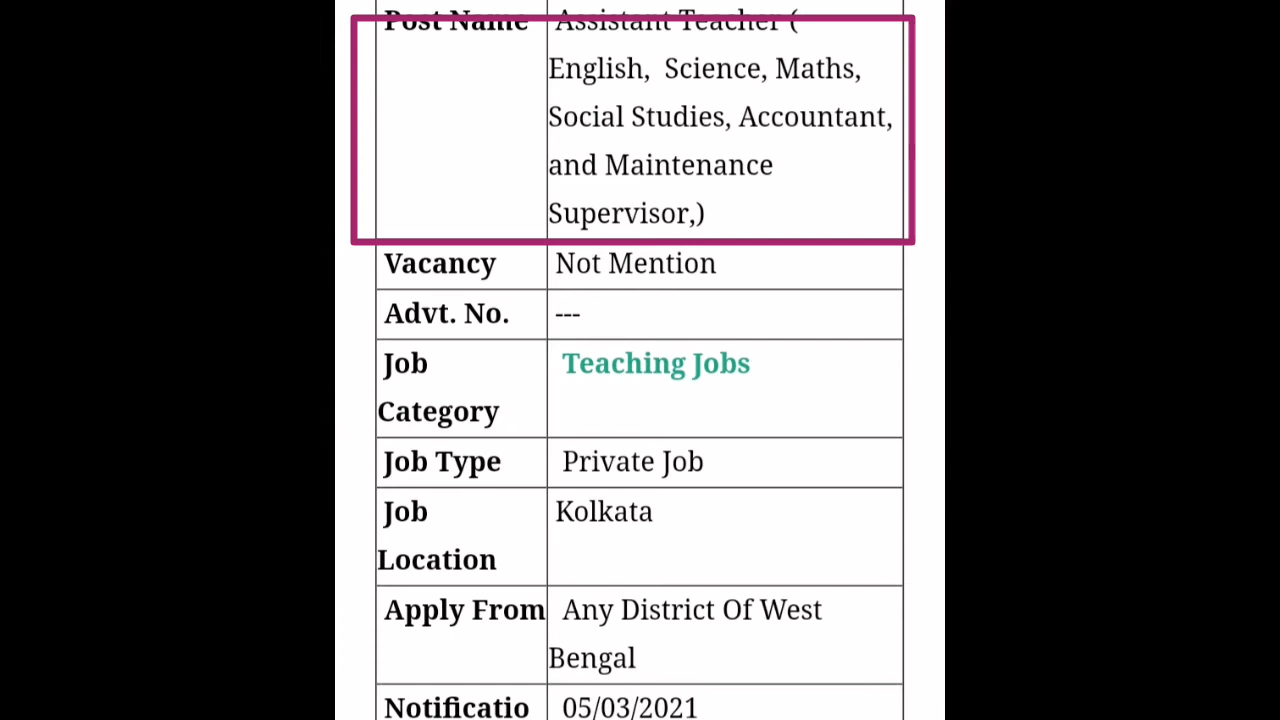 Post Name Assistant Teacher (
English, Science, Maths,
Social Studies, Accountant,
and Maintenance
Supervisor,)
Vacancy Not Mention
Advt. No. ---
Job Teaching Jobs
Category
Job Type Private Job
Job Kolkata
Location
Apply From Any District Of West
Bengal
Notificatio 05/03/2021